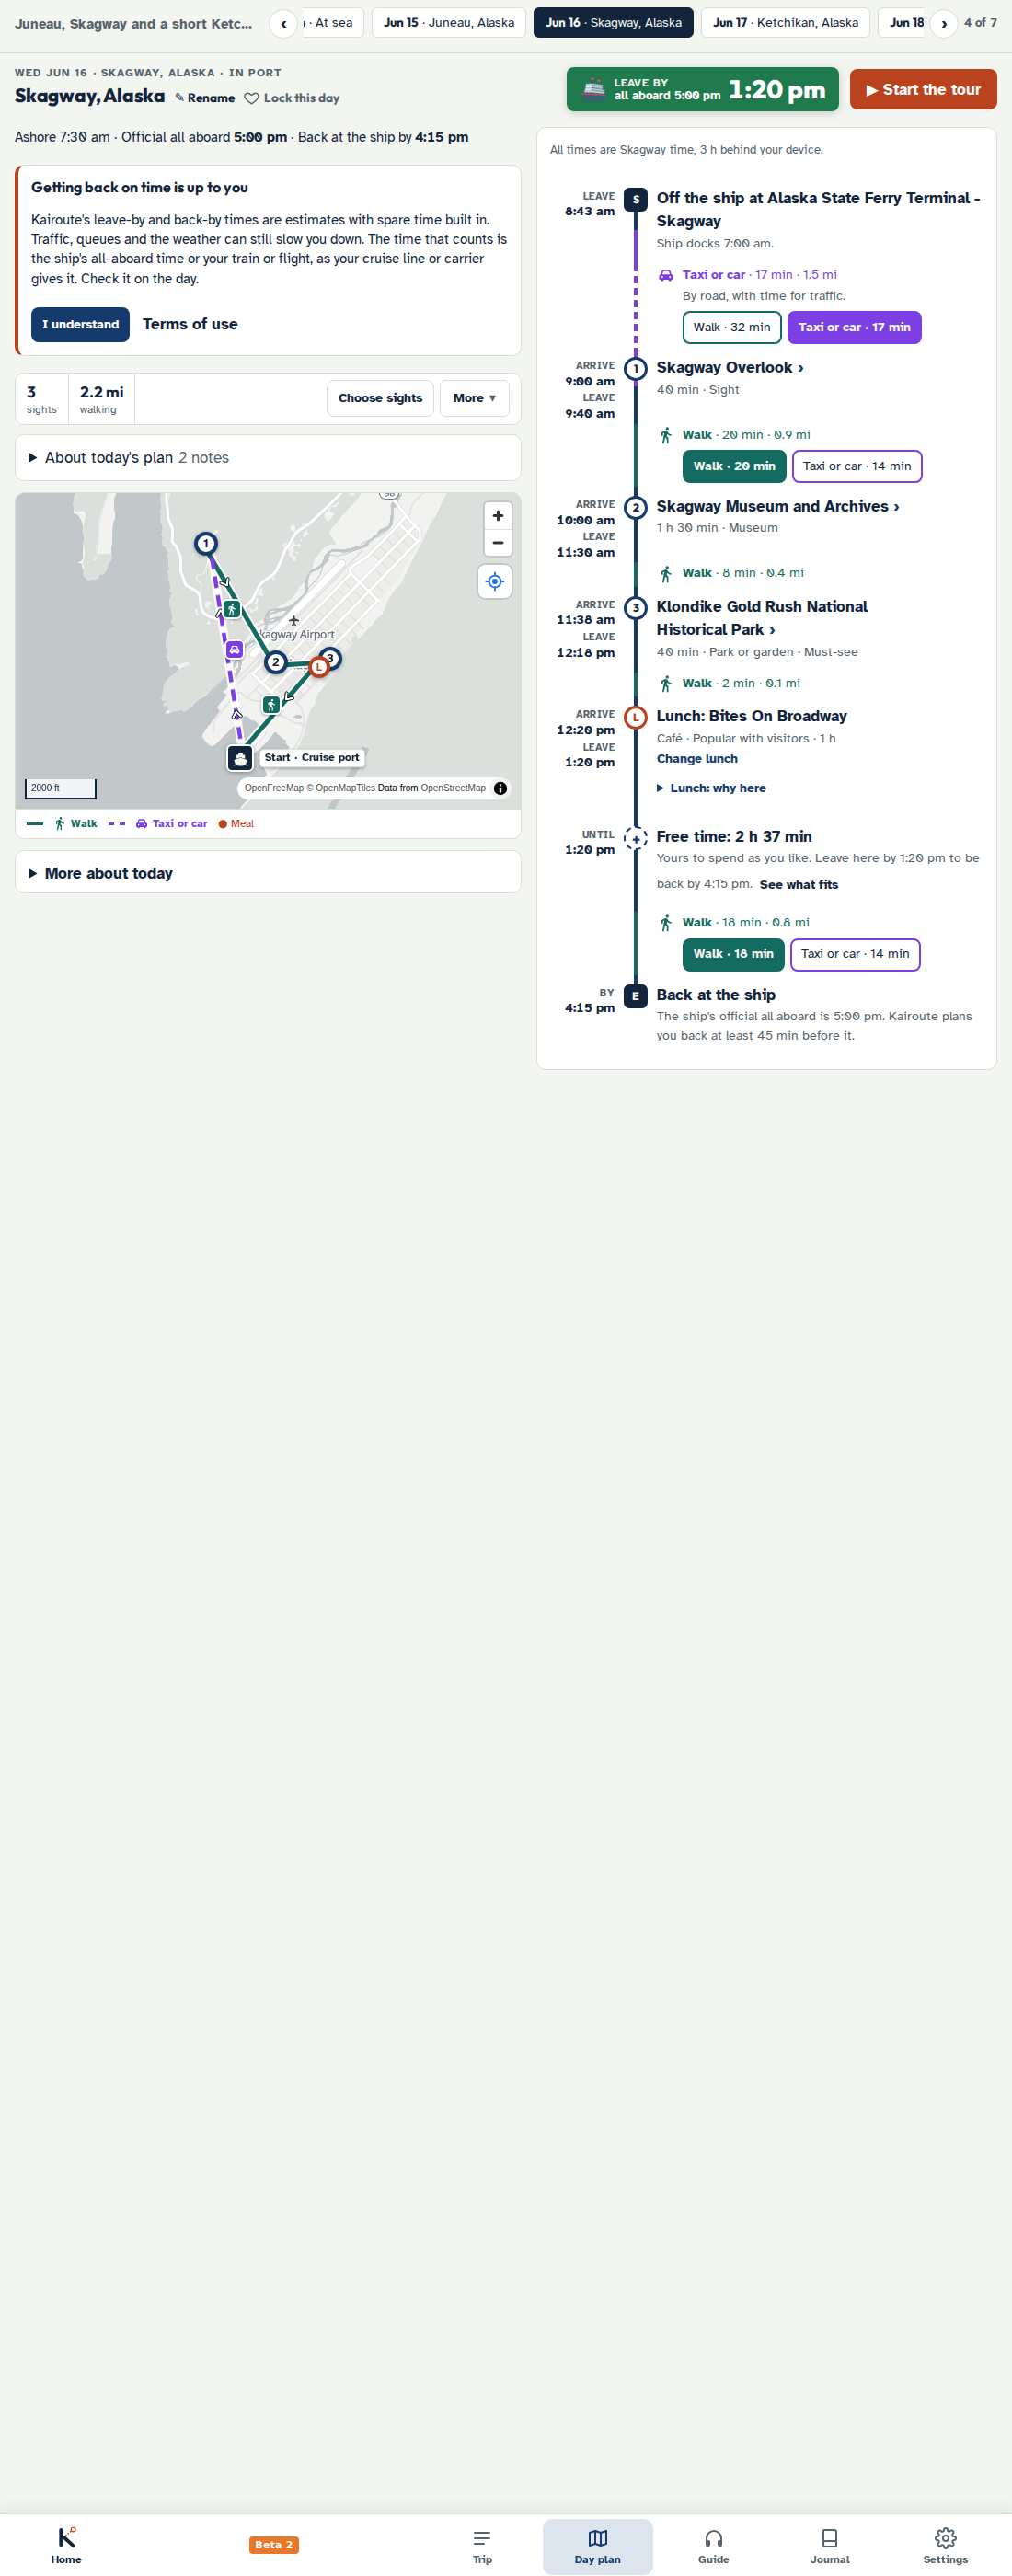 Juneau, Skagway and a short Ketc...
‹
· At sea
Jun 15 · Juneau, Alaska
Jun 16 · Skagway, Alaska
Jun 17 · Ketchikan, Alaska
Jun 18
›
4 of 7
WED JUN 16 · SKAGWAY, ALASKA · IN PORT
Skagway, Alaska
✎ Rename
Lock this day
LEAVE BY
all aboard 5:00 pm
1:20 pm
▶ Start the tour
Ashore 7:30 am · Official all aboard 5:00 pm · Back at the ship by 4:15 pm
Getting back on time is up to you
Kairoute's leave-by and back-by times are estimates with spare time built in.
Traffic, queues and the weather can still slow you down. The time that counts is
the ship's all-aboard time or your train or flight, as your cruise line or carrier
gives it. Check it on the day.
I understand
Terms of use
3
sights
2.2 mi
walking
Choose sights
More ▼
▶ About today's plan 2 notes
1
kagway Airport
2
3
L
Start · Cruise port
+
−
2000 ft
OpenFreeMap © OpenMapTiles Data from OpenStreetMap
Walk
Taxi or car
Meal
▶ More about today
All times are Skagway time, 3 h behind your device.
LEAVE
8:43 am
S
Off the ship at Alaska State Ferry Terminal -
Skagway
Ship docks 7:00 am.
Taxi or car · 17 min · 1.5 mi
By road, with time for traffic.
Walk · 32 min
Taxi or car · 17 min
ARRIVE
9:00 am
LEAVE
9:40 am
1
Skagway Overlook ›
40 min · Sight
Walk · 20 min · 0.9 mi
Walk · 20 min
Taxi or car · 14 min
ARRIVE
10:00 am
LEAVE
11:30 am
2
Skagway Museum and Archives ›
1 h 30 min · Museum
Walk · 8 min · 0.4 mi
ARRIVE
11:38 am
LEAVE
12:18 pm
3
Klondike Gold Rush National
Historical Park ›
40 min · Park or garden · Must-see
Walk · 2 min · 0.1 mi
ARRIVE
12:20 pm
LEAVE
1:20 pm
L
Lunch: Bites On Broadway
Café · Popular with visitors · 1 h
Change lunch
▶ Lunch: why here
UNTIL
1:20 pm
+
Free time: 2 h 37 min
Yours to spend as you like. Leave here by 1:20 pm to be
back by 4:15 pm. See what fits
Walk · 18 min · 0.8 mi
Walk · 18 min
Taxi or car · 14 min
BY
4:15 pm
E
Back at the ship
The ship's official all aboard is 5:00 pm. Kairoute plans
you back at least 45 min before it.
Home
Beta 2
Trip
Day plan
Guide
Journal
Settings